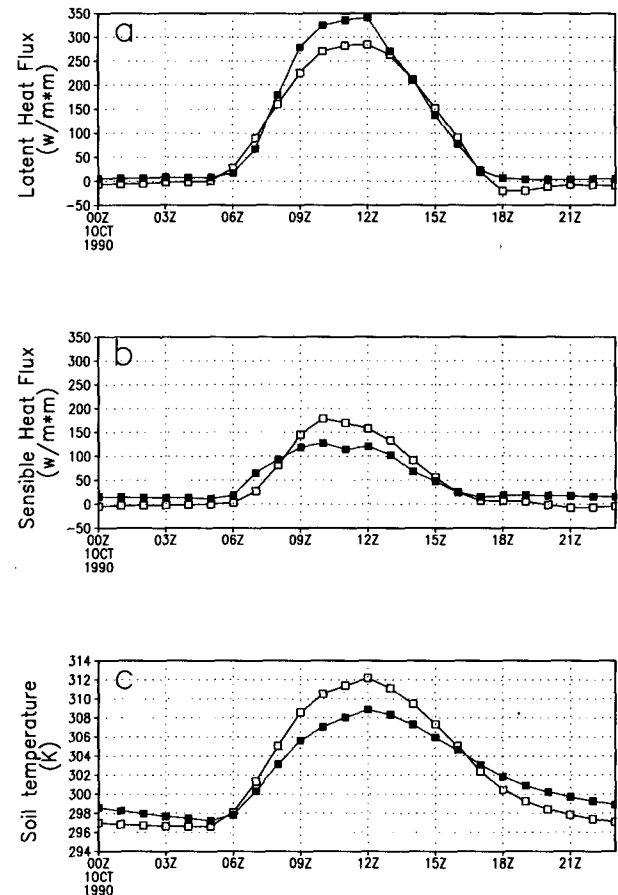 a
Latent Heat Flux
(w/m*m)
350
300
250
200
150
100
50
0
-50
00Z 03Z 06Z 09Z 12Z 15Z 18Z 21Z
10OCT
1990
b
Sensible Heat Flux
(w/m*m)
350
300
250
200
150
100
50
0
-50
00Z 03Z 06Z 09Z 12Z 15Z 18Z 21Z
10OCT
1990
c
Soil temperature
(K)
314
312
310
308
306
304
302
300
298
296
294
00Z 03Z 06Z 09Z 12Z 15Z 18Z 21Z
10OCT
1990